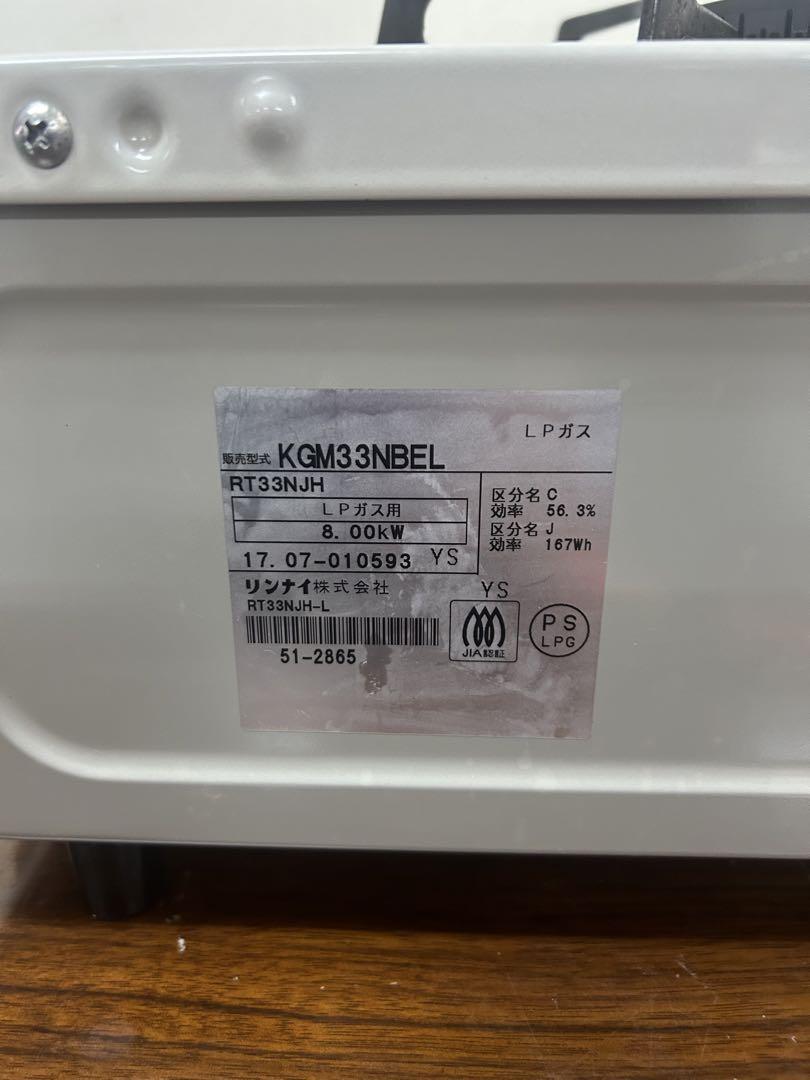 LPガス
販売型式 KGM33NBEL
RT33NJH
LPガス用
8.00kW
17.07-010593 YS
区分名 C
効率 56.3%
区分名 J
効率 167Wh
リンナイ株式会社
YS
RT33NJH-L
51-2865
JIA認証
PS
LPG